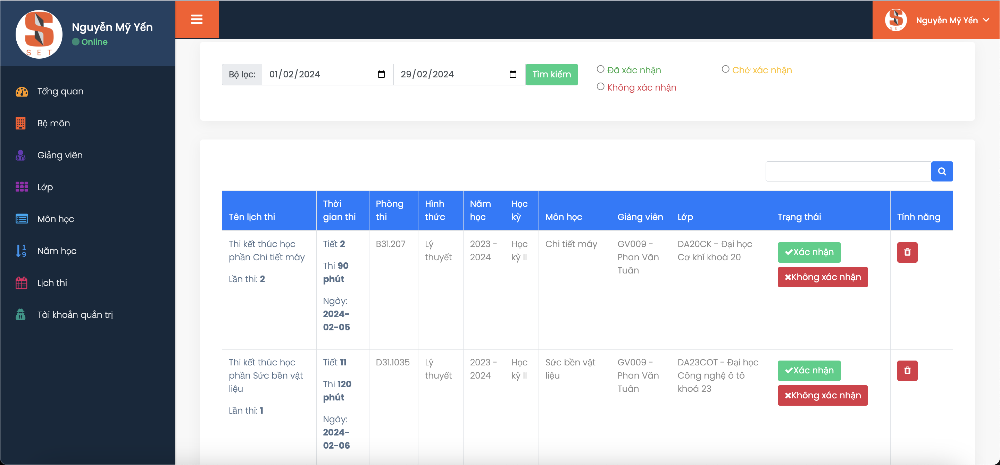 SET
Nguyễn Mỹ Yến
Online
Tổng quan
Bộ môn
Giảng viên
Lớp
Môn học
Năm học
Lịch thi
Tài khoản quản trị
SET
Nguyễn Mỹ Yến
Bộ lọc:
01/02/2024
29/02/2024
Tìm kiếm
Đã xác nhận
Chờ xác nhận
Không xác nhận
Tên lịch thi
Thời
gian thi
Phòng
thi
Hình
thức
Năm
học
Học
kỳ
Môn học
Giảng viên
Lớp
Trạng thái
Tính năng
Thi kết thúc học
phần Chi tiết máy
Lần thi: 2
Tiết 2
Thi 90
phút
Ngày:
2024-
02-05
B31.207
Lý
thuyết
2023 -
2024
Học
kỳ II
Chi tiết máy
GV009 -
Phan Văn
Tuân
DA20CK - Đại học
Cơ khí khoá 20
Xác nhận
Không xác nhận
Thi kết thúc học
phần Sức bền vật
liệu
Lần thi: 1
Tiết 11
Thi 120
phút
Ngày:
2024-
02-06
D31.1035
Lý
thuyết
2023 -
2024
Học
kỳ II
Sức bền vật
liệu
GV009 -
Phan Văn
Tuân
DA23COT - Đại học
Công nghệ ô tô
khoá 23
Xác nhận
Không xác nhận